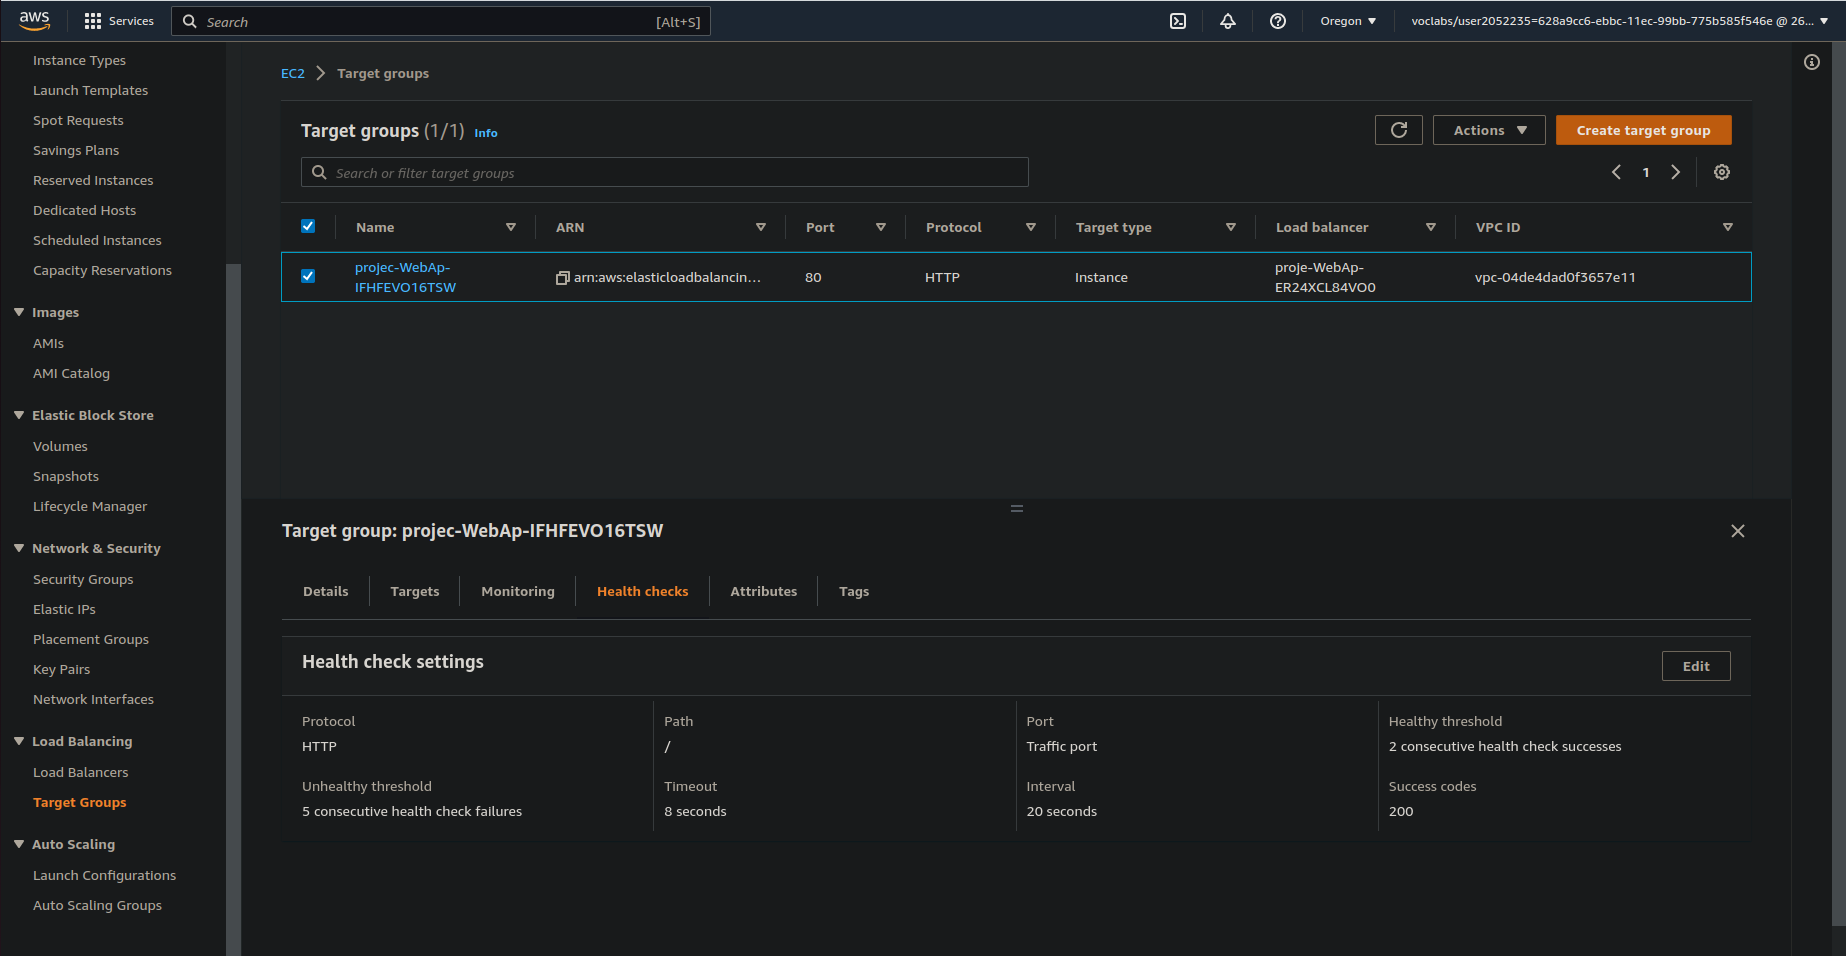 aws
Services
Search [Alt+S]
Oregon
voclabs/user2052235=628a9cc6-ebbc-11ec-99bb-775b585f546e @ 26...
Instance Types
Launch Templates
Spot Requests
Savings Plans
Reserved Instances
Dedicated Hosts
Scheduled Instances
Capacity Reservations
Images
AMIs
AMI Catalog
Elastic Block Store
Volumes
Snapshots
Lifecycle Manager
Network & Security
Security Groups
Elastic IPs
Placement Groups
Key Pairs
Network Interfaces
Load Balancing
Load Balancers
Target Groups
Auto Scaling
Launch Configurations
Auto Scaling Groups
EC2 Target groups
Target groups (1/1) Info
Actions
Create target group
Search or filter target groups
1
Name ARN Port Protocol Target type Load balancer VPC ID
projec-WebAp-
IFHFEVO16TSW
arn:aws:elasticloadbalancin...
80
HTTP
Instance
proje-WebAp-
ER24XCL84VO0
vpc-04de4dad0f3657e11
Target group: projec-WebAp-IFHFEVO16TSW
Details Targets Monitoring Health checks Attributes Tags
Health check settings
Edit
Protocol
HTTP
Path
/
Port
Traffic port
Healthy threshold
2 consecutive health check successes
Unhealthy threshold
5 consecutive health check failures
Timeout
8 seconds
Interval
20 seconds
Success codes
200